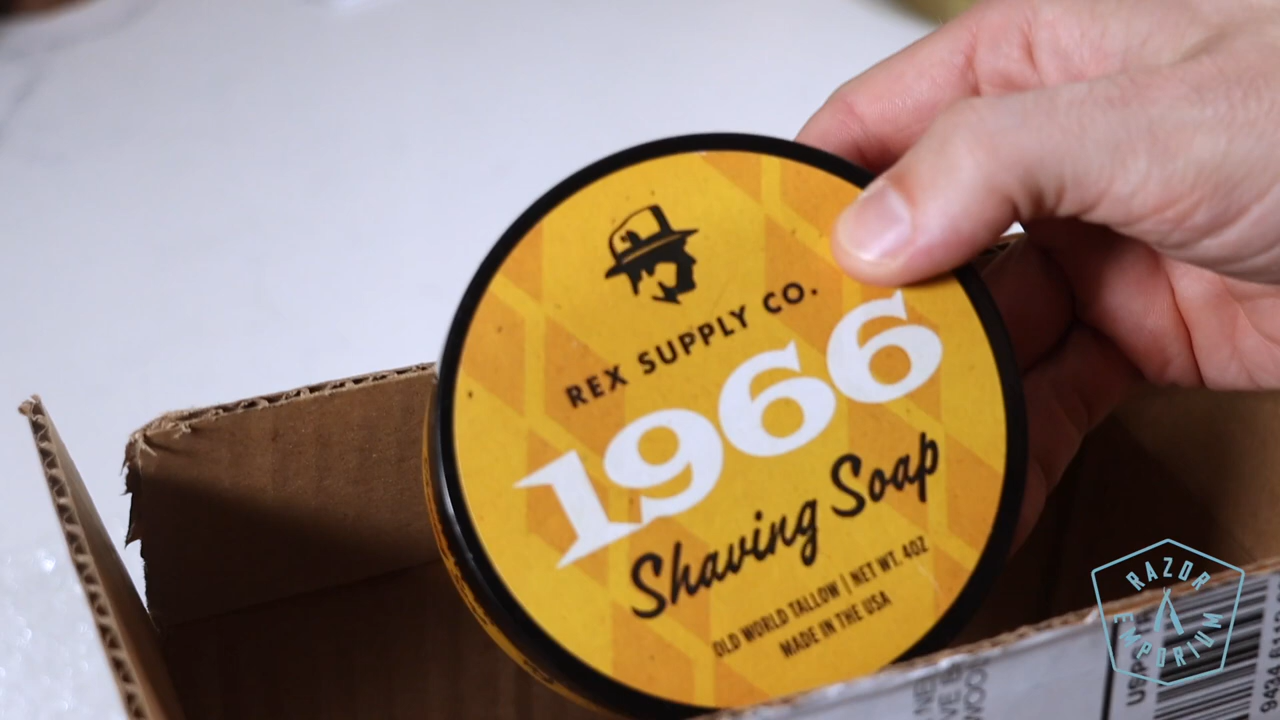 REX SUPPLY CO.
1966
Shaving Soap
OLD WORLD TALLOW | NET WT. 4OZ
MADE IN THE USA
RAZOR
EMPORIUM